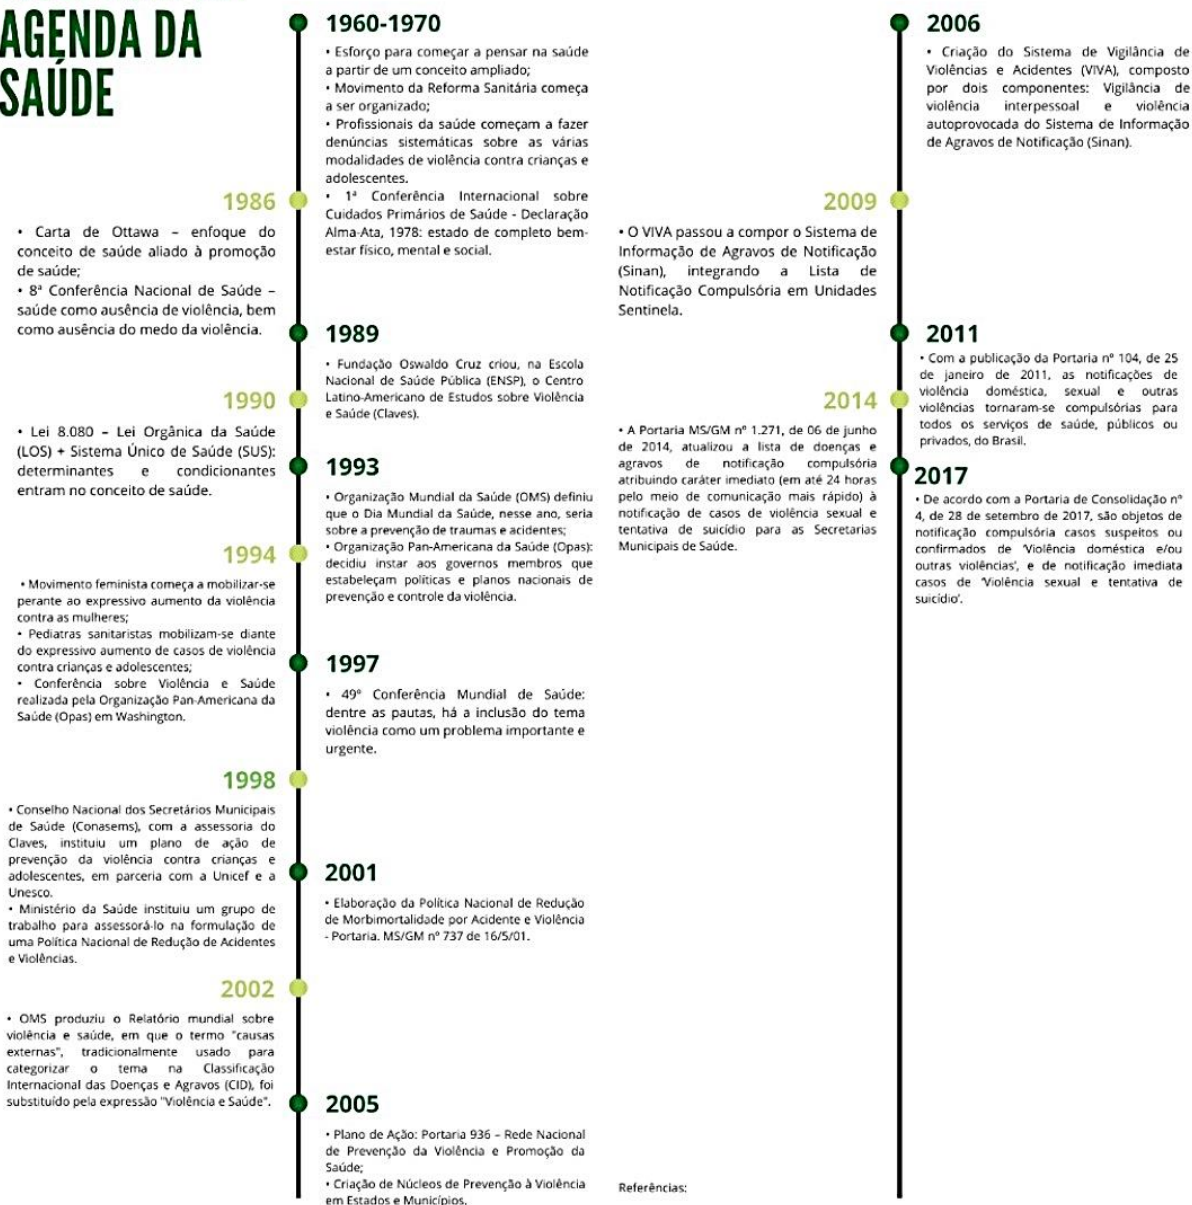 AGENDA DA
SAÚDE
1960-1970
• Esforço para começar a pensar na saúde
a partir de um conceito ampliado;
• Movimento da Reforma Sanitária começa
a ser organizado;
• Profissionais da saúde começam a fazer
denúncias sistemáticas sobre as várias
modalidades de violência contra crianças e
adolescentes.
• 1ª Conferência Internacional sobre
Cuidados Primários de Saúde - Declaração
Alma-Ata, 1978: estado de completo bem-
estar físico, mental e social.
1986
• Carta de Ottawa – enfoque do
conceito de saúde aliado à promoção
de saúde;
• 8ª Conferência Nacional de Saúde –
saúde como ausência de violência, bem
como ausência do medo da violência.
1989
• Fundação Oswaldo Cruz criou, na Escola
Nacional de Saúde Pública (ENSP), o Centro
Latino-Americano de Estudos sobre Violência
e Saúde (Claves).
1990
• Lei 8.080 – Lei Orgânica da Saúde
(LOS) + Sistema Único de Saúde (SUS):
determinantes e condicionantes
entram no conceito de saúde.
1993
• Organização Mundial da Saúde (OMS) definiu
que o Dia Mundial da Saúde, nesse ano, seria
sobre a prevenção de traumas e acidentes;
• Organização Pan-Americana da Saúde (Opas):
decidiu instar aos governos membros que
estabeleçam políticas e planos nacionais de
prevenção e controle da violência.
1994
• Movimento feminista começa a mobilizar-se
perante ao expressivo aumento da violência
contra as mulheres;
• Pediatras sanitaristas mobilizam-se diante
do expressivo aumento de casos de violência
contra crianças e adolescentes;
• Conferência sobre Violência e Saúde
realizada pela Organização Pan-Americana da
Saúde (Opas) em Washington.
1997
• 49º Conferência Mundial de Saúde:
dentre as pautas, há a inclusão do tema
violência como um problema importante e
urgente.
1998
• Conselho Nacional dos Secretários Municipais
de Saúde (Conasems), com a assessoria do
Claves, instituiu um plano de ação de
prevenção da violência contra crianças e
adolescentes, em parceria com a Unicef e a
Unesco.
• Ministério da Saúde instituiu um grupo de
trabalho para assessorá-lo na formulação de
uma Política Nacional de Redução de Acidentes
e Violências.
2001
• Elaboração da Política Nacional de Redução
de Morbimortalidade por Acidente e Violência
- Portaria. MS/GM nº 737 de 16/5/01.
2002
• OMS produziu o Relatório mundial sobre
violência e saúde, em que o termo "causas
externas", tradicionalmente usado para
categorizar o tema na Classificação
Internacional das Doenças e Agravos (CID), foi
substituído pela expressão "Violência e Saúde".
2005
• Plano de Ação: Portaria 936 – Rede Nacional
de Prevenção da Violência e Promoção da
Saúde;
• Criação de Núcleos de Prevenção à Violência
em Estados e Municípios.
2006
• Criação do Sistema de Vigilância de
Violências e Acidentes (VIVA), composto
por dois componentes: Vigilância de
violência interpessoal e violência
autoprovocada do Sistema de Informação
de Agravos de Notificação (Sinan).
2009
• O VIVA passou a compor o Sistema de
Informação de Agravos de Notificação
(Sinan), integrando a Lista de
Notificação Compulsória em Unidades
Sentinela.
2011
• Com a publicação da Portaria nº 104, de 25
de janeiro de 2011, as notificações de
violência doméstica, sexual e outras
violências tornaram-se compulsórias para
todos os serviços de saúde, públicos ou
privados, do Brasil.
2014
• A Portaria MS/GM nº 1.271, de 06 de junho
de 2014, atualizou a lista de doenças e
agravos de notificação compulsória
atribuindo caráter imediato (em até 24 horas
pelo meio de comunicação mais rápido) à
notificação de casos de violência sexual e
tentativa de suicídio para as Secretarias
Municipais de Saúde.
2017
• De acordo com a Portaria de Consolidação nº
4, de 28 de setembro de 2017, são objetos de
notificação compulsória casos suspeitos ou
confirmados de 'Violência doméstica e/ou
outras violências', e de notificação imediata
casos de 'Violência sexual e tentativa de
suicídio'.
Referências: